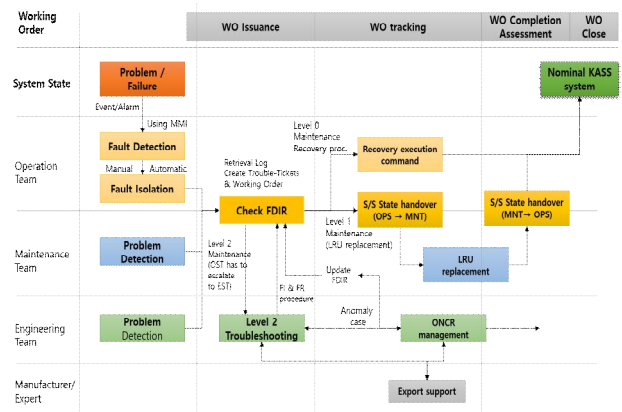 Working
Order
WO Issuance
WO tracking
WO Completion
Assessment
WO
Close
System State
Problem /
Failure
Nominal KASS
system
Event/Alarm
Using MMI
Operation
Team
Fault Detection
Manual
Automatic
Fault Isolation
Retrieval Log
Create Trouble-Tickets
& Working Order
Check FDIR
Level 0
Maintenance
Recovery proc.
Recovery execution
command
S/S State handover
(OPS → MNT)
S/S State handover
(MNT→ OPS)
Level 1
Maintenance
(LRU replacement)
Maintenance
Team
Problem
Detection
Level 2
Maintenance
(OST has to
escalate
to EST)
FI & FR
procedure
Update
FDIR
LRU
replacement
Anomaly
case
Engineering
Team
Problem
Detection
Level 2
Troubleshooting
ONCR
management
Manufacturer/
Expert
Export support